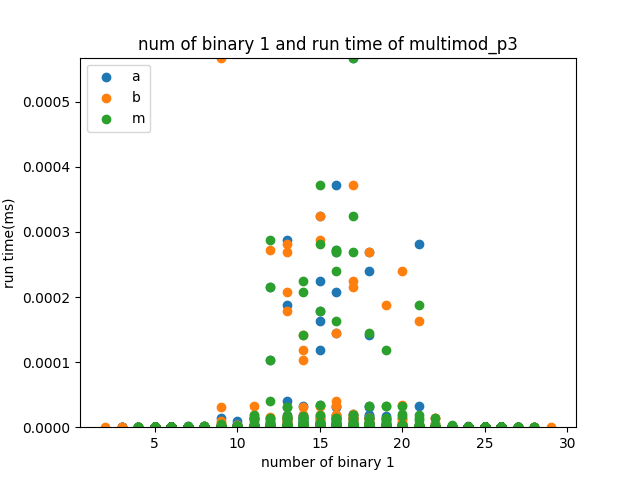 num of binary 1 and run time of multimod_p3
a
b
m
0.0005
0.0004
0.0003
0.0002
0.0001
0.0000
run time(ms)
5 10 15 20 25 30
number of binary 1